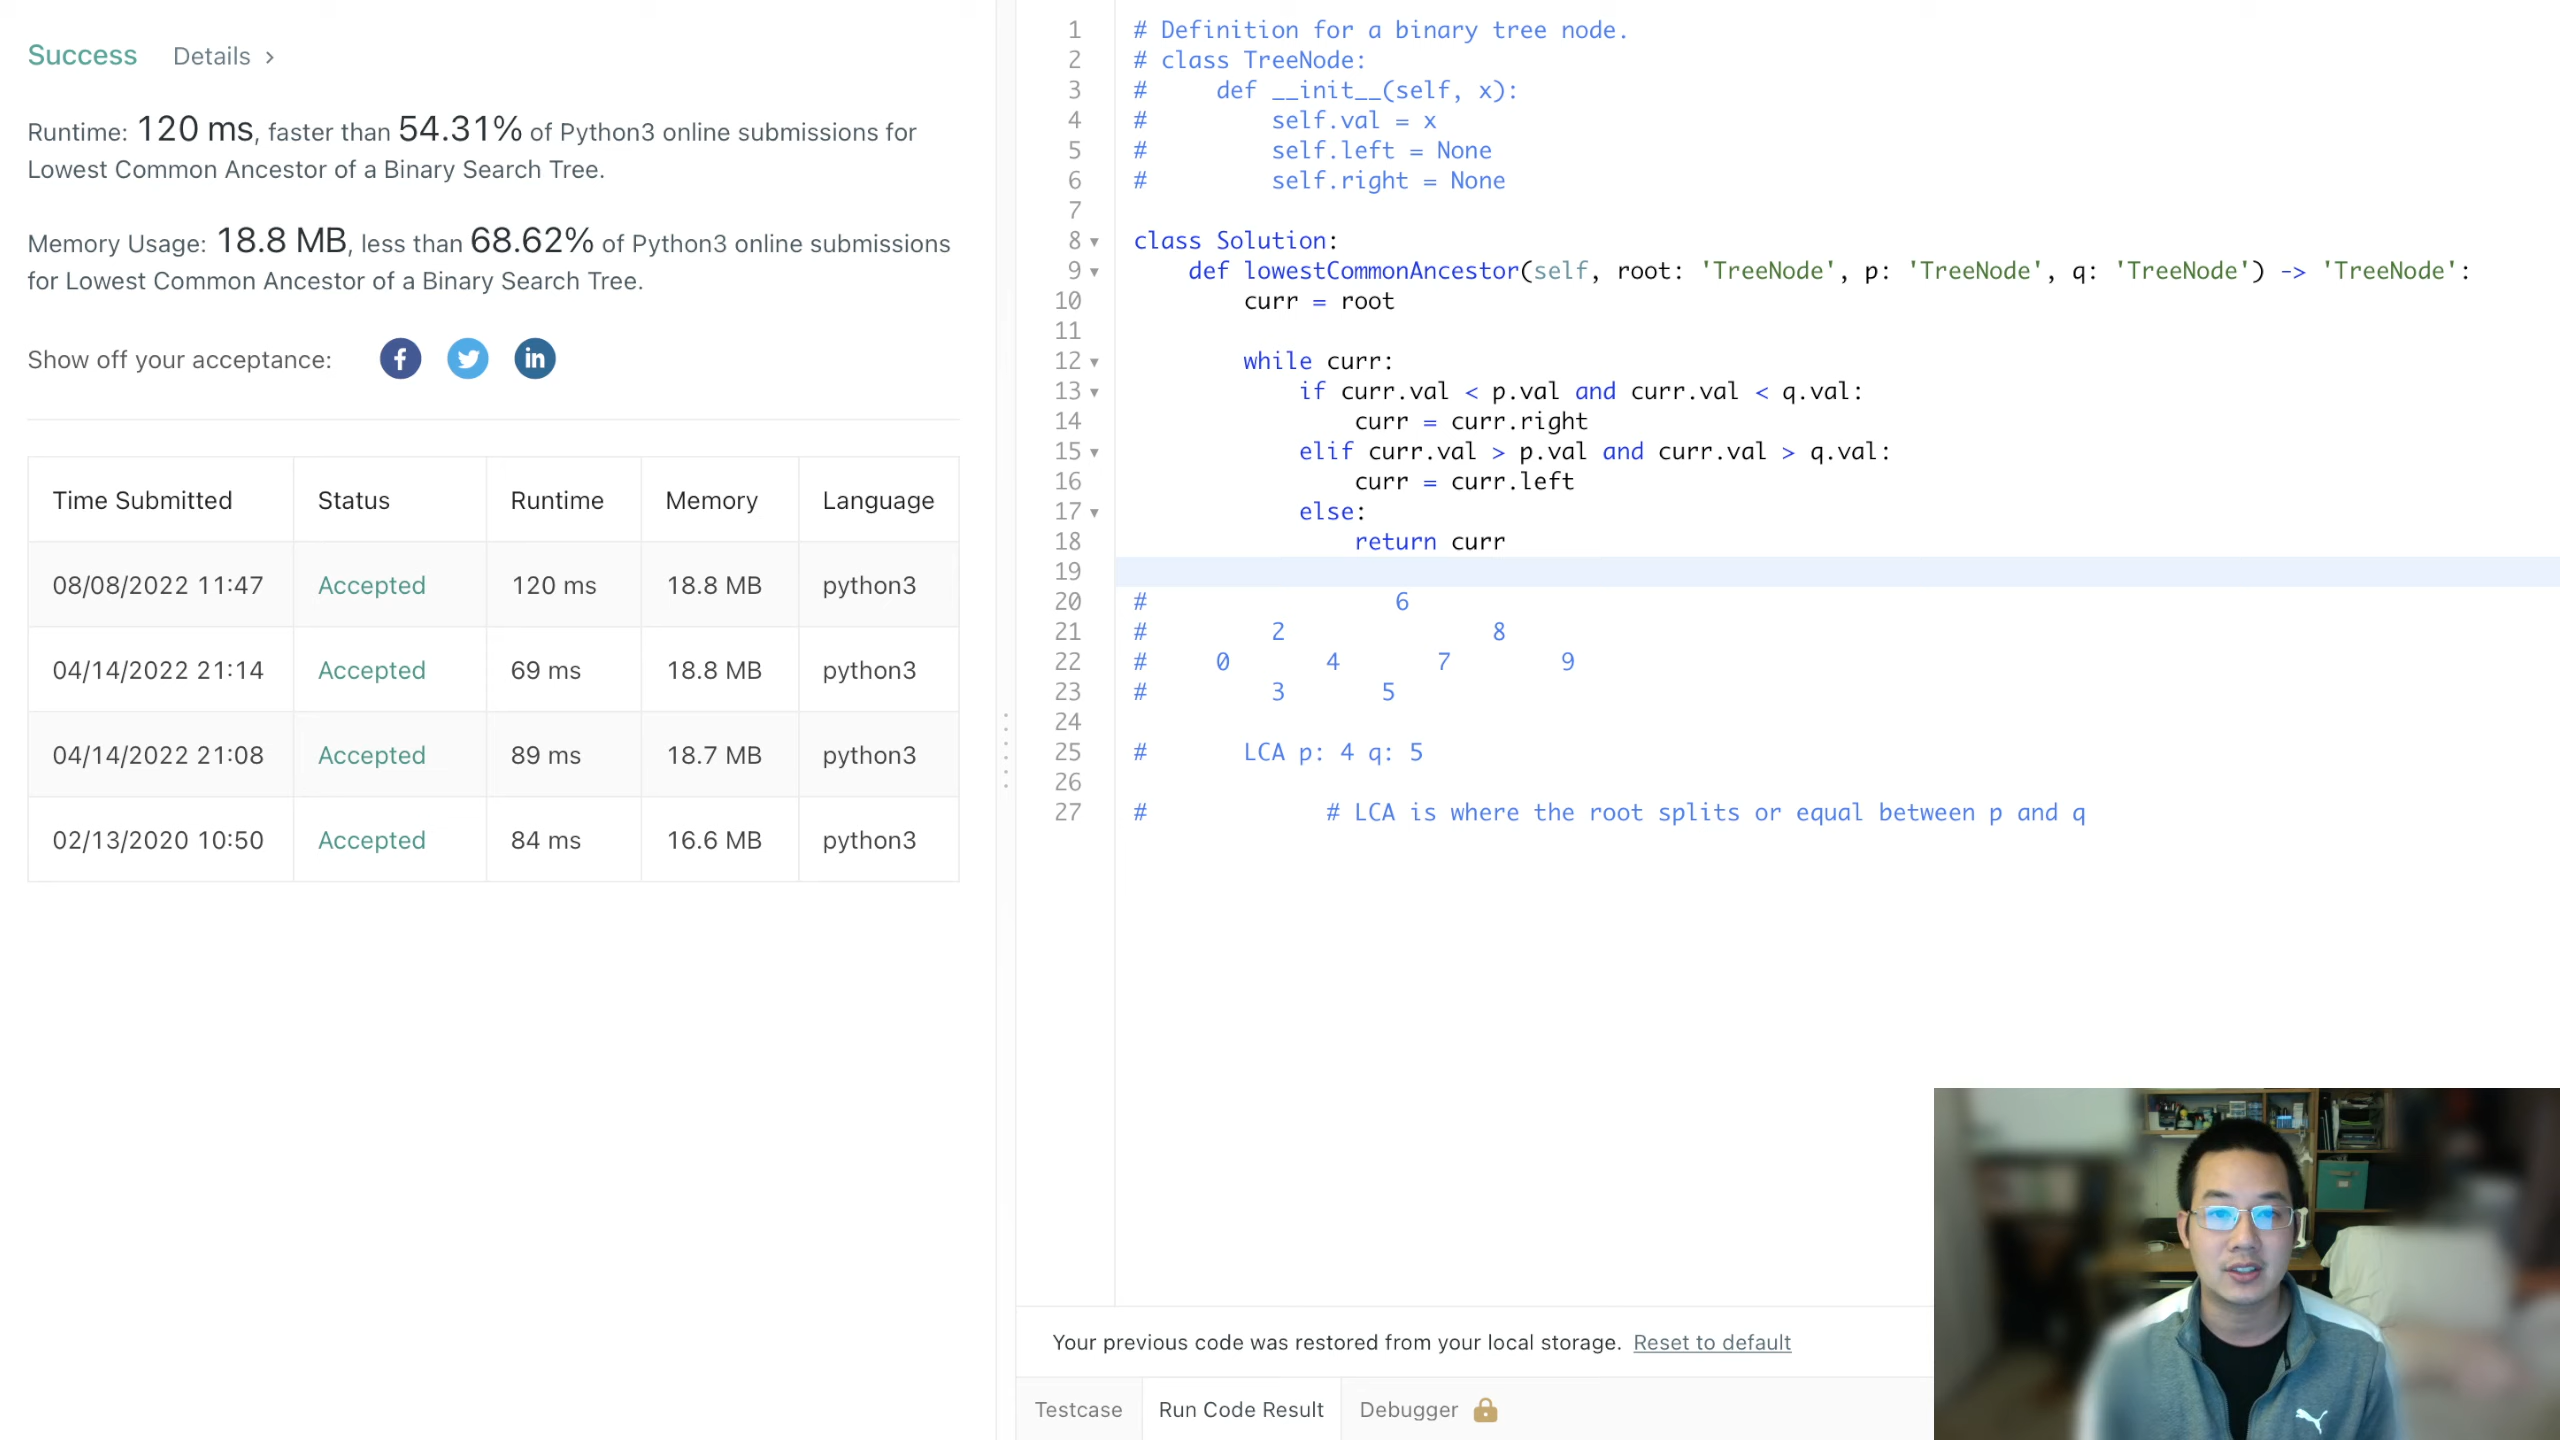 Success Details >
Runtime: 120 ms, faster than 54.31% of Python3 online submissions for
Lowest Common Ancestor of a Binary Search Tree.
Memory Usage: 18.8 MB, less than 68.62% of Python3 online submissions
for Lowest Common Ancestor of a Binary Search Tree.
Show off your acceptance: f in
Time Submitted Status Runtime Memory Language
08/08/2022 11:47 Accepted 120 ms 18.8 MB python3
04/14/2022 21:14 Accepted 69 ms 18.8 MB python3
04/14/2022 21:08 Accepted 89 ms 18.7 MB python3
02/13/2020 10:50 Accepted 84 ms 16.6 MB python3
1 # Definition for a binary tree node.
2 # class TreeNode:
3 #     def __init__(self, x):
4 #         self.val = x
5 #         self.left = None
6 #         self.right = None
7
8 class Solution:
9     def lowestCommonAncestor(self, root: 'TreeNode', p: 'TreeNode', q: 'TreeNode') -> 'TreeNode':
10         curr = root
11
12         while curr:
13             if curr.val < p.val and curr.val < q.val:
14                 curr = curr.right
15             elif curr.val > p.val and curr.val > q.val:
16                 curr = curr.left
17             else:
18                 return curr
19
20 #                  6
21 #         2               8
22 #     0       4       7        9
23 #         3       5
24
25 #       LCA p: 4 q: 5
26
27 #             # LCA is where the root splits or equal between p and q
Your previous code was restored from your local storage. Reset to default
Testcase Run Code Result Debugger